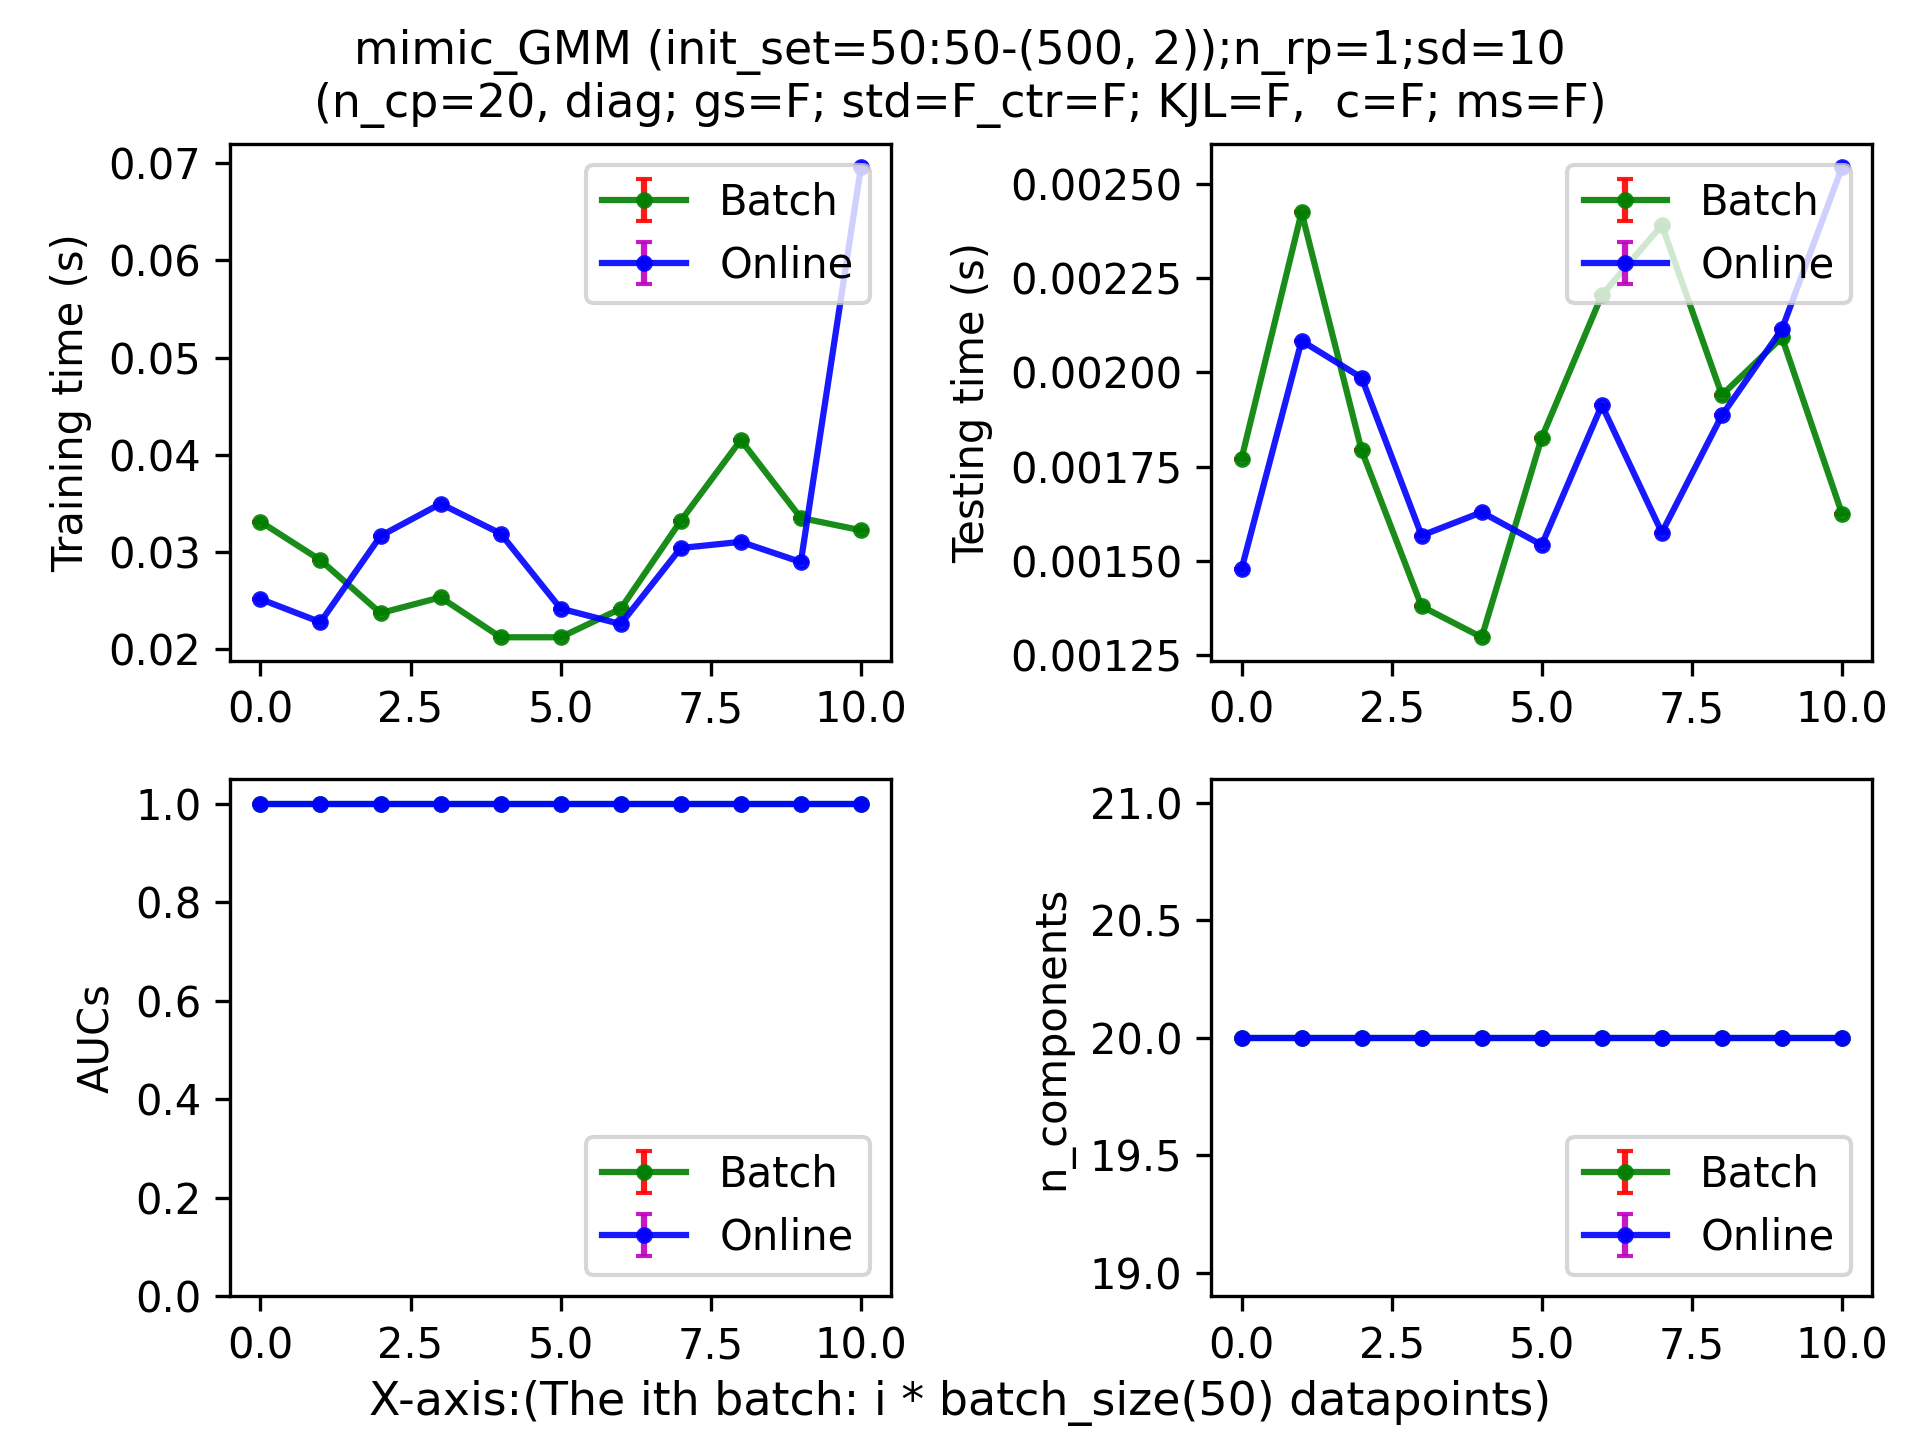 mimic_GMM (init_set=50:50-(500, 2));n_rp=1;sd=10
(n_cp=20, diag; gs=F; std=F_ctr=F; KJL=F,  c=F; ms=F)
Training time (s)
0.07
0.06
0.05
0.04
0.03
0.02
0.0 2.5 5.0 7.5 10.0
Batch
Online
Testing time (s)
0.00250
0.00225
0.00200
0.00175
0.00150
0.00125
0.0 2.5 5.0 7.5 10.0
Batch
Online
AUCs
1.0
0.8
0.6
0.4
0.2
0.0
0.0 2.5 5.0 7.5 10.0
Batch
Online
n_components
21.0
20.5
20.0
19.5
19.0
0.0 2.5 5.0 7.5 10.0
Batch
Online
X-axis:(The ith batch: i * batch_size(50) datapoints)